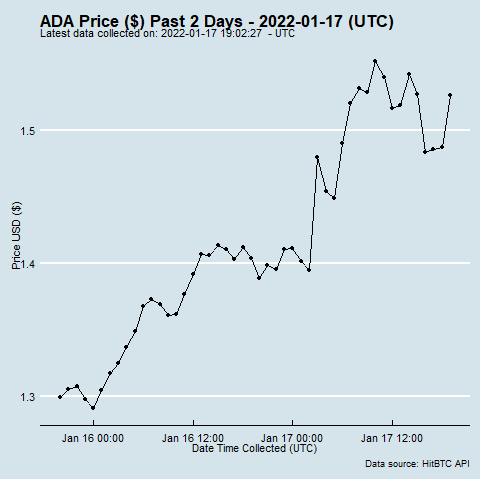 ADA Price ($) Past 2 Days - 2022-01-17 (UTC)
Latest data collected on: 2022-01-17 19:02:27 - UTC
1.5
1.4
1.3
Price USD ($)
Jan 16 00:00 Jan 16 12:00 Jan 17 00:00 Jan 17 12:00
Date Time Collected (UTC)
Data source: HitBTC API